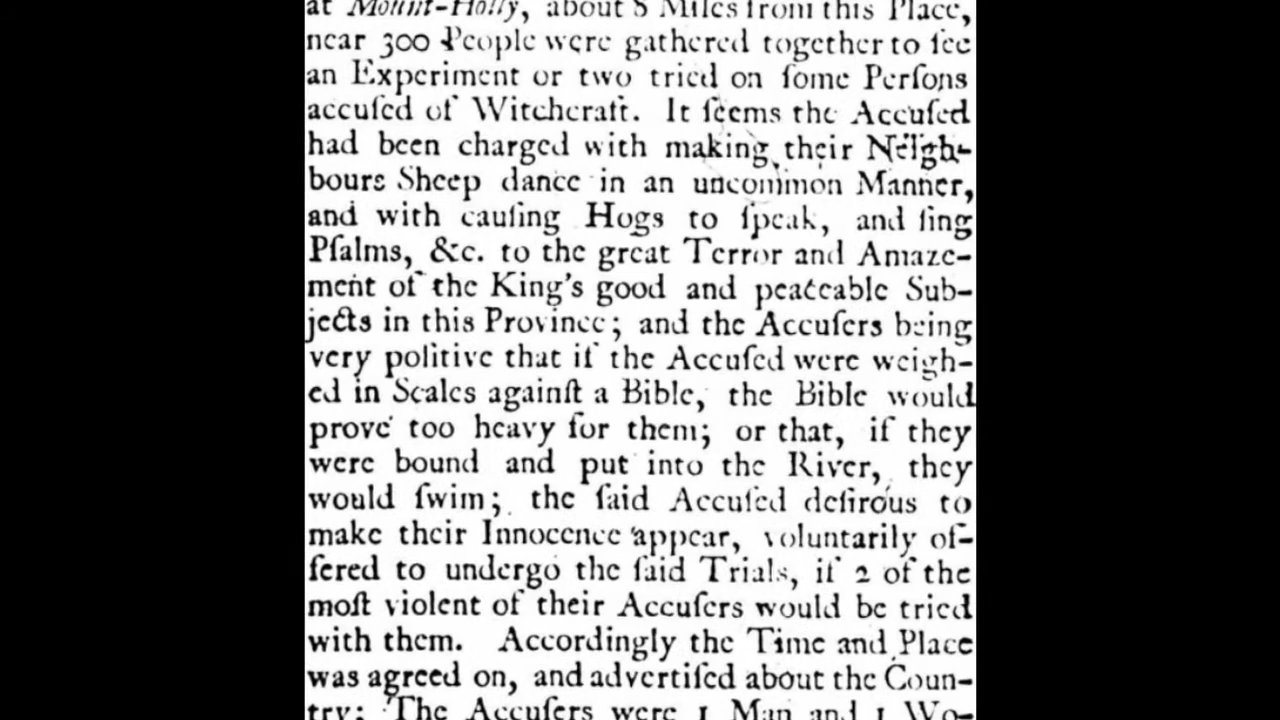 at Mount-Holly, about 8 Miles from this Place,
near 300 People were gathered together to ſee
an Experiment or two tried on ſome Perſons
accuſed of Witchcraft. It ſeems the Accuſed
had been charged with making their Neigh-
bours Sheep dance in an uncommon Manner,
and with cauſing Hogs to ſpeak, and ſing
Pſalms, &c. to the great Terror and Amaze-
ment of the King's good and peaceable Sub-
jects in this Province; and the Accuſers being
very poſitive that if the Accuſed were weigh-
ed in Scales againſt a Bible, the Bible would
prove too heavy for them; or that, if they
were bound and put into the River, they
would ſwim; the ſaid Accuſed deſirous to
make their Innocence appear, voluntarily of-
fered to undergo the ſaid Trials, if 2 of the
moſt violent of their Accuſers would be tried
with them. Accordingly the Time and Place
was agreed on, and advertiſed about the Coun-
try; The Accuſers were 1 Man and 1 Wo-